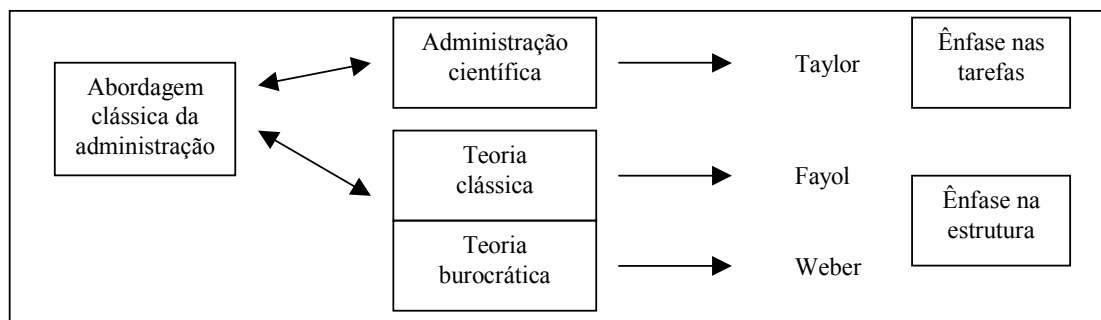 Abordagem
clássica da
administração
Administração
científica
Taylor
Ênfase nas
tarefas
Teoria
clássica
Fayol
Teoria
burocrática
Weber
Ênfase na
estrutura